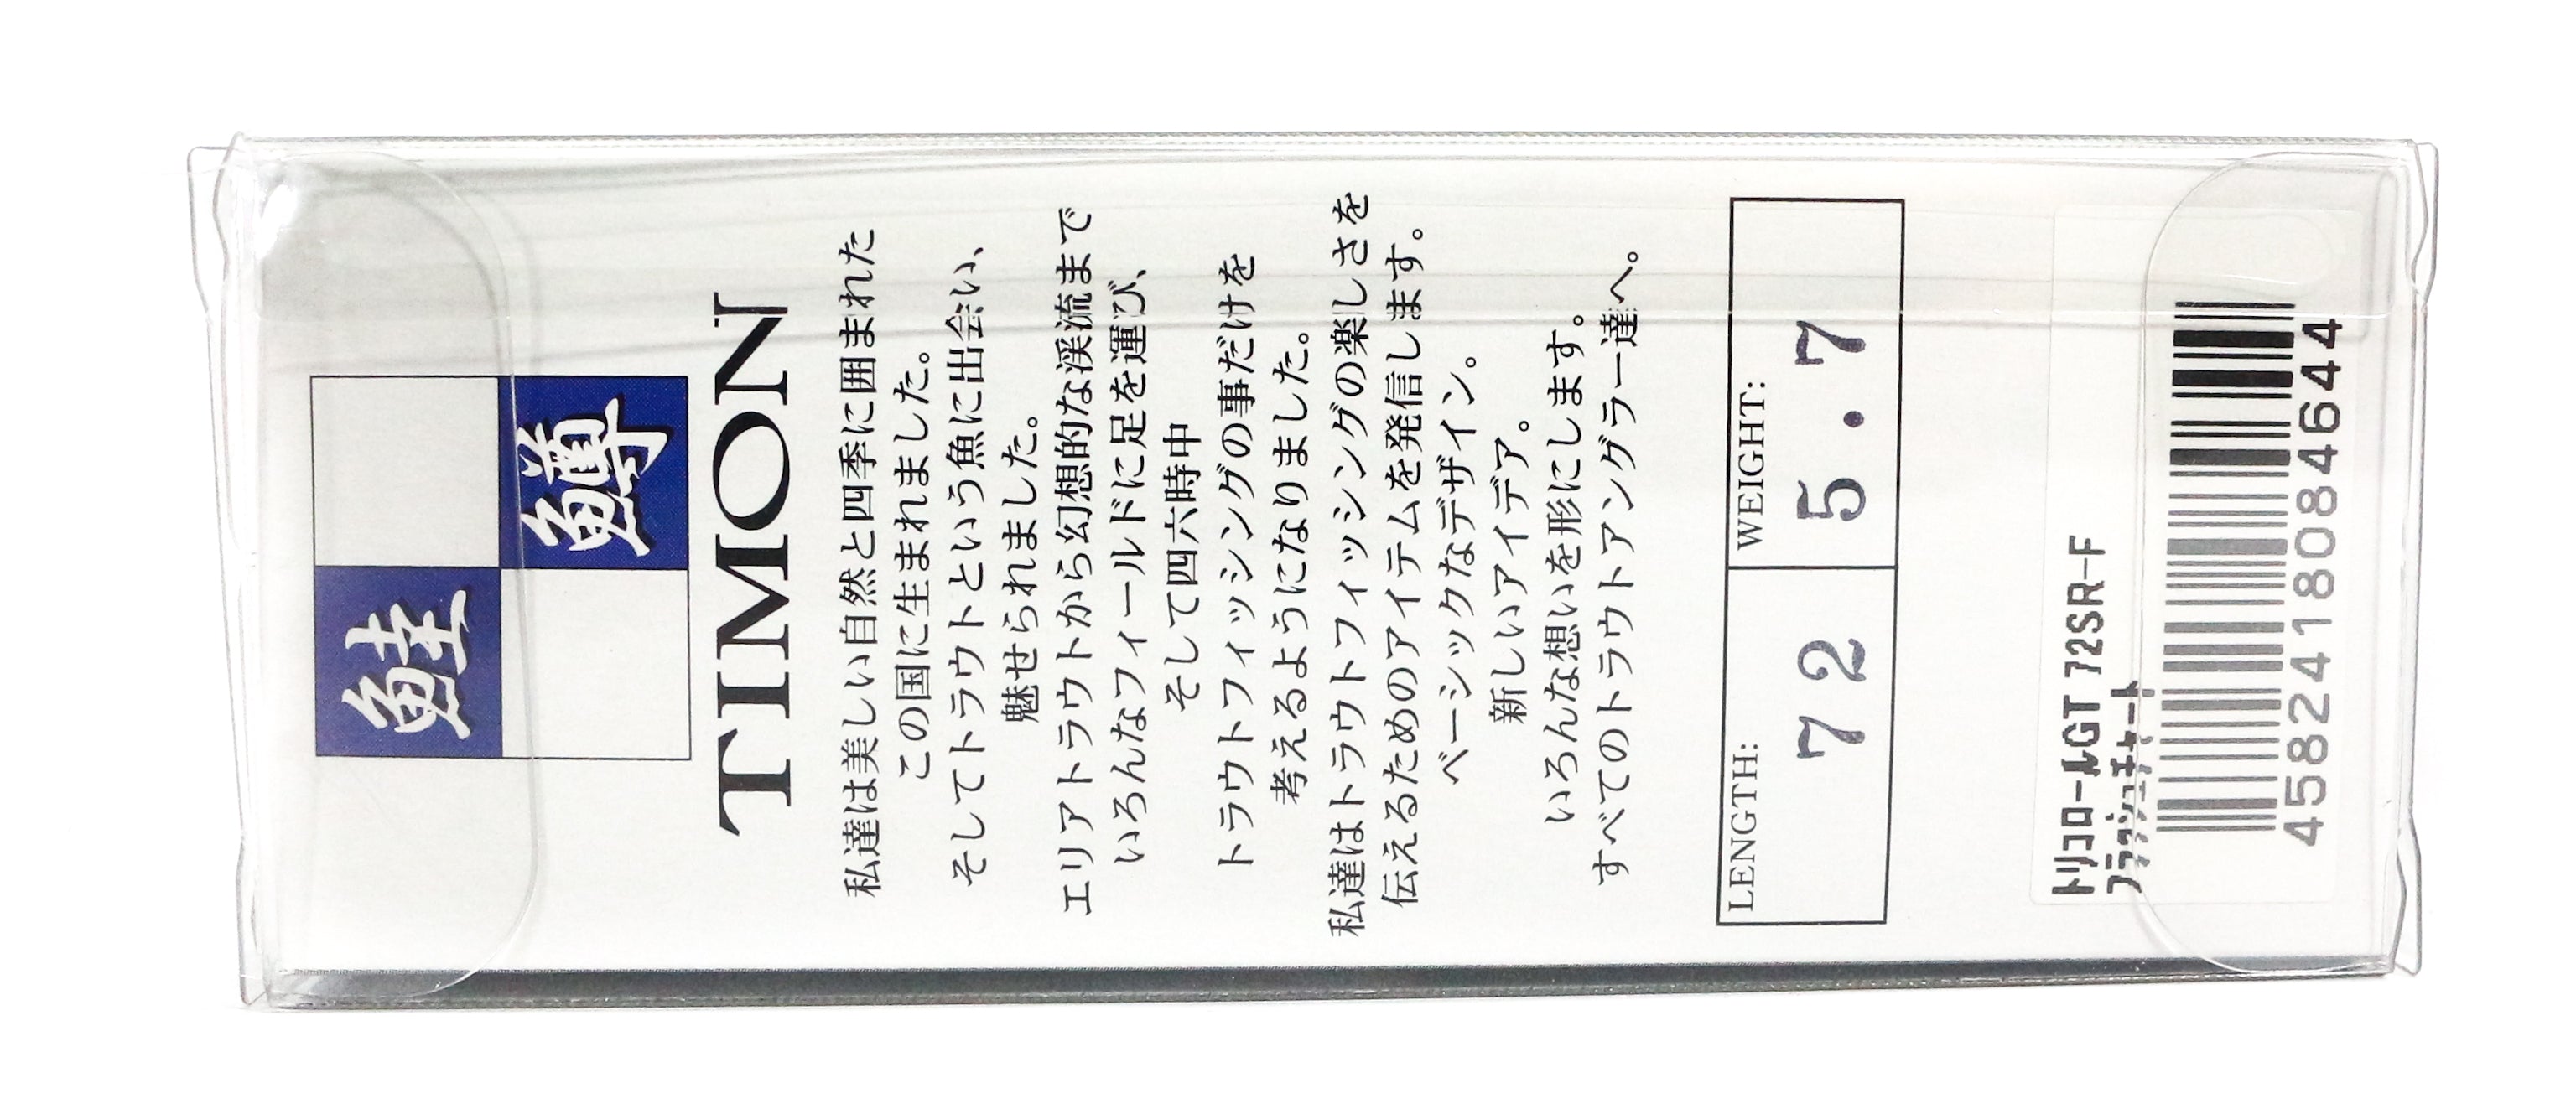 鮭
鱒
TIMON
私達は美しい自然と四季に囲まれた
この国に生まれました。
そしてトラウトという魚に出会い、
魅せられました。
エリアトラウトから幻想的な渓流まで
いろんなフィールドに足を運び、
そして四六時中
トラウトフィッシングの事だけを
考えるようになりました。
私達はトラウトフィッシングの楽しさを
伝えるためのアイテムを発信します。
ベーシックなデザイン。
新しいアイデア。
いろんな想いを形にします。
すべてのトラウトアングラー達へ。
LENGTH: WEIGHT:
72 5.7
トリコロールGT 72SR-F
フラッシュチャート
4582418084644